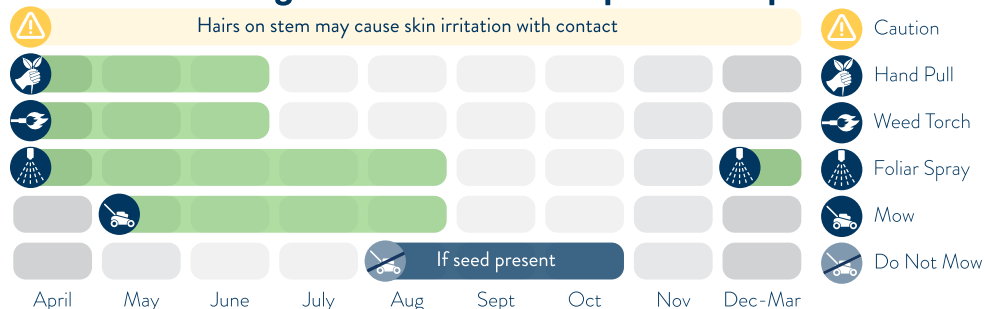 Hairs on stem may cause skin irritation with contact
Caution
Hand Pull
Weed Torch
Foliar Spray
Mow
If seed present
Do Not Mow
April May June July Aug Sept Oct Nov Dec-Mar